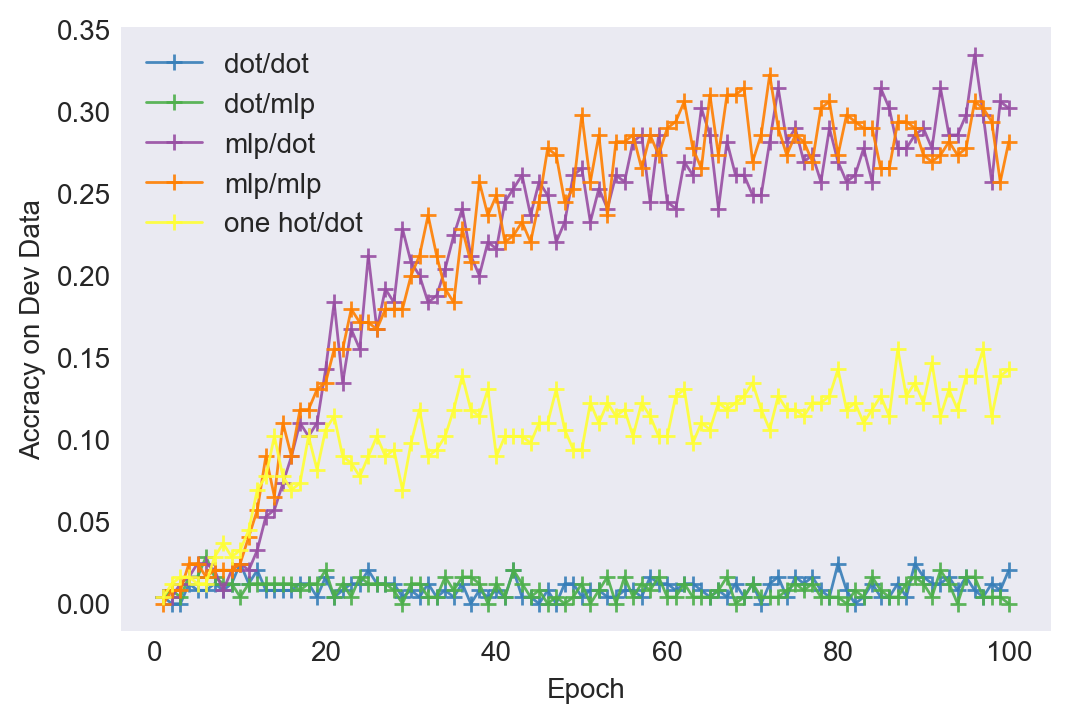 0.35
0.30
0.25
0.20
0.15
0.10
0.05
0.00
Accracy on Dev Data
dot/dot
dot/mlp
mlp/dot
mlp/mlp
one hot/dot
0 20 40 60 80 100
Epoch